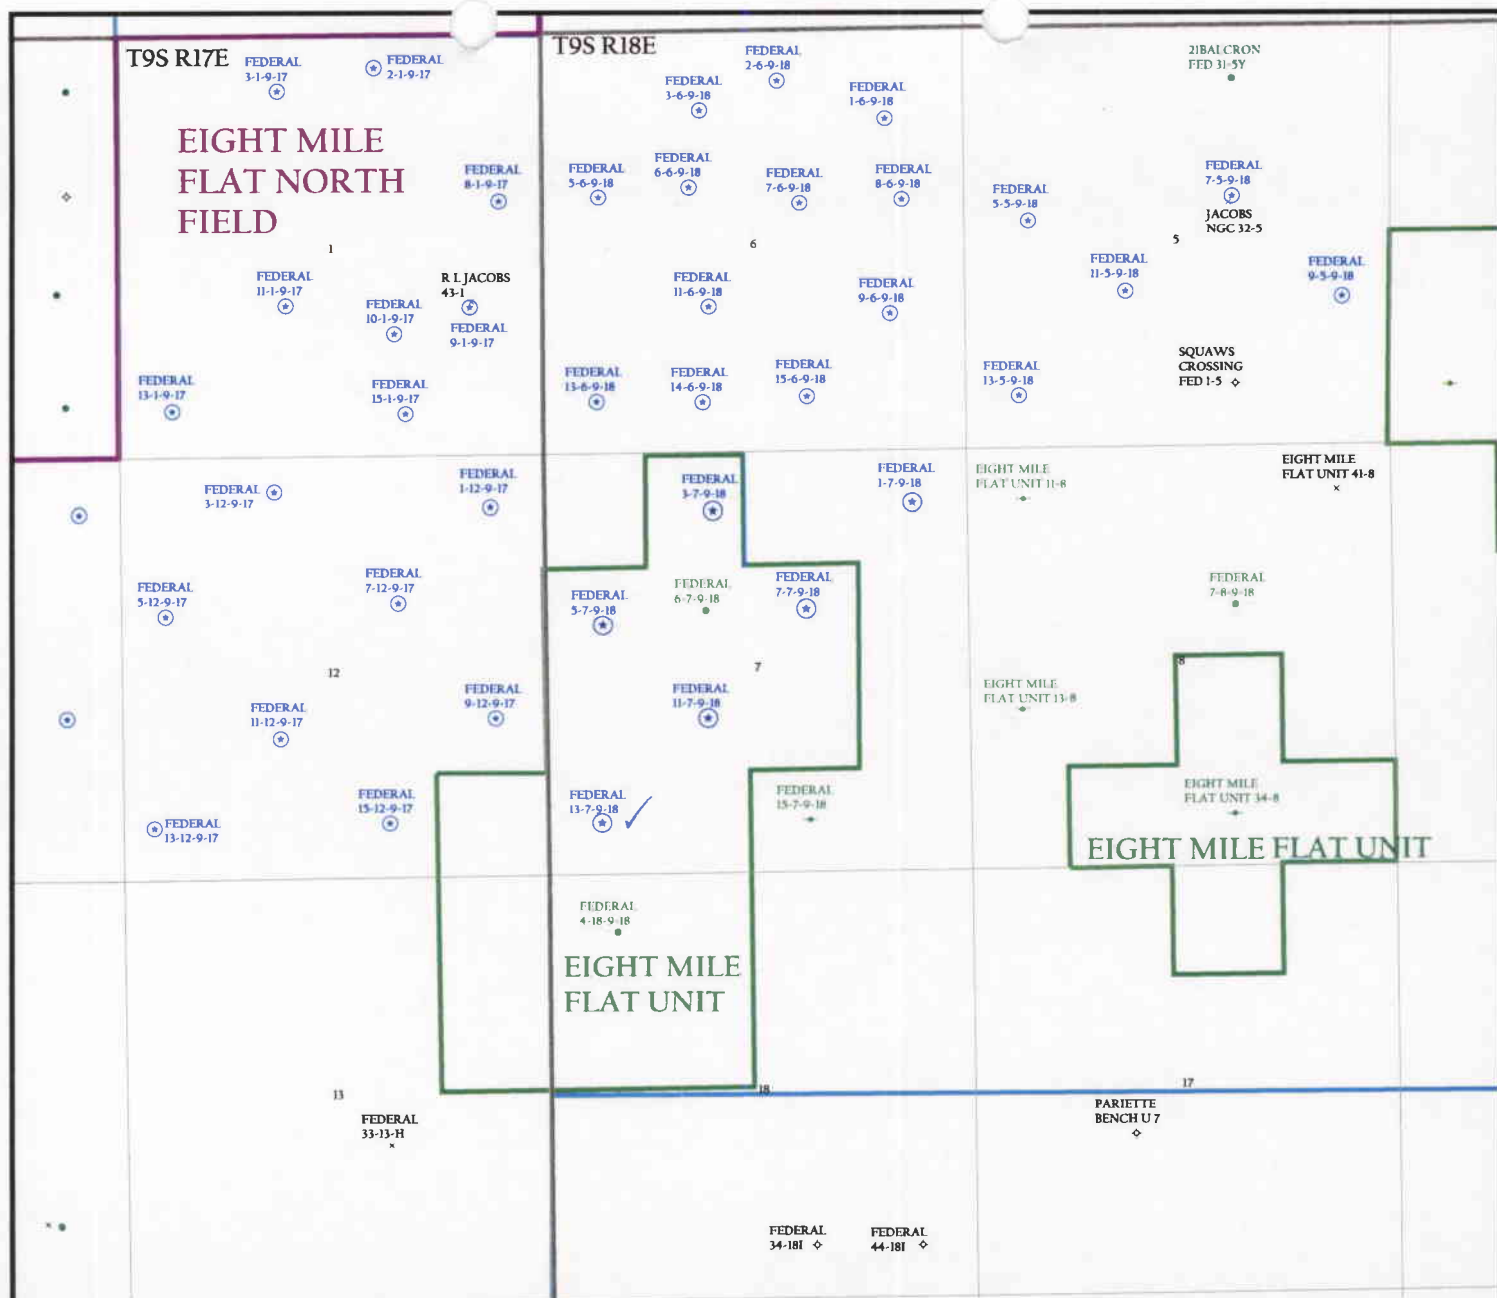 T9S R17E
FEDERAL
3-1-9-17
FEDERAL
2-1-9-17
T9S R18E
FEDERAL
3-6-9-18
FEDERAL
2-6-9-18
FEDERAL
1-6-9-18
21BALCRON
FED 31-5Y
EIGHT MILE
FLAT NORTH
FIELD
FEDERAL
8-1-9-17
FEDERAL
5-6-9-18
FEDERAL
6-6-9-18
FEDERAL
7-6-9-18
FEDERAL
8-6-9-18
FEDERAL
5-5-9-18
FEDERAL
7-5-9-18
JACOBS
NGC 32-5
1
6
5
FEDERAL
11-1-9-17
R L JACOBS
43-1
FEDERAL
10-1-9-17
FEDERAL
9-1-9-17
FEDERAL
11-6-9-18
FEDERAL
9-6-9-18
FEDERAL
11-5-9-18
FEDERAL
9-5-9-18
FEDERAL
13-1-9-17
FEDERAL
15-1-9-17
FEDERAL
13-6-9-18
FEDERAL
14-6-9-18
FEDERAL
15-6-9-18
FEDERAL
13-5-9-18
SQUAWS
CROSSING
FED 1-5
FEDERAL
3-12-9-17
FEDERAL
1-12-9-17
FEDERAL
3-7-9-18
FEDERAL
1-7-9-18
EIGHT MILE
FLAT UNIT 11-8
EIGHT MILE
FLAT UNIT 41-8
FEDERAL
5-12-9-17
FEDERAL
7-12-9-17
FEDERAL
5-7-9-18
FEDERAL
6-7-9-18
FEDERAL
7-7-9-18
FEDERAL
7-8-9-18
12
7
8
FEDERAL
11-12-9-17
FEDERAL
9-12-9-17
FEDERAL
11-7-9-18
EIGHT MILE
FLAT UNIT 13-8
FEDERAL
13-12-9-17
FEDERAL
15-12-9-17
FEDERAL
13-7-9-18
FEDERAL
15-7-9-18
EIGHT MILE
FLAT UNIT 34-8
EIGHT MILE FLAT UNIT
FEDERAL
4-18-9-18
EIGHT MILE
FLAT UNIT
13
18
17
FEDERAL
33-13-H
PARIETTE
BENCH U 7
FEDERAL
34-18I
FEDERAL
44-18I